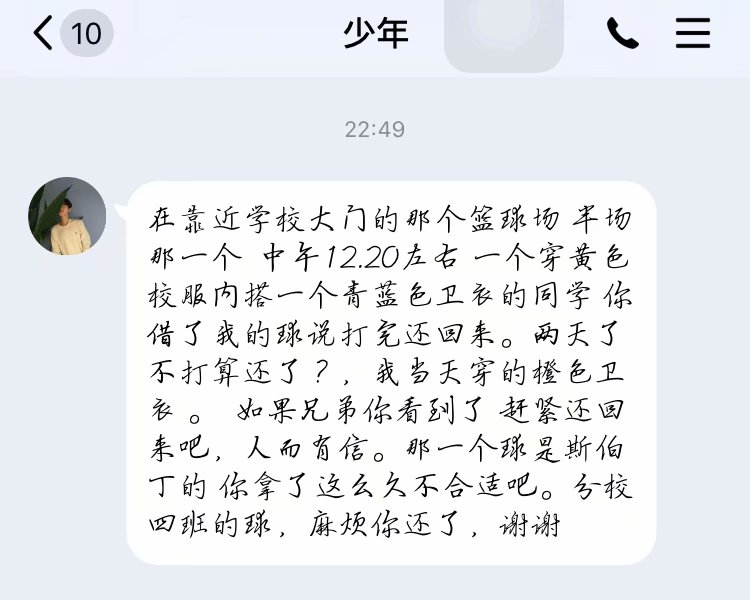 10
少年
22:49
在靠近学校大门的那个篮球场 半场
那一个 中午12.20左右 一个穿黄色
校服内搭一个青蓝色卫衣的同学 你
借了我的球说打完还回来。两天了
不打算还了？，我当天穿的橙色卫
衣 。 如果兄弟你看到了 赶紧还回
来吧，人而有信。那一个球是斯伯
丁的 你拿了这么久不合适吧。分校
四班的球，麻烦你还了，谢谢